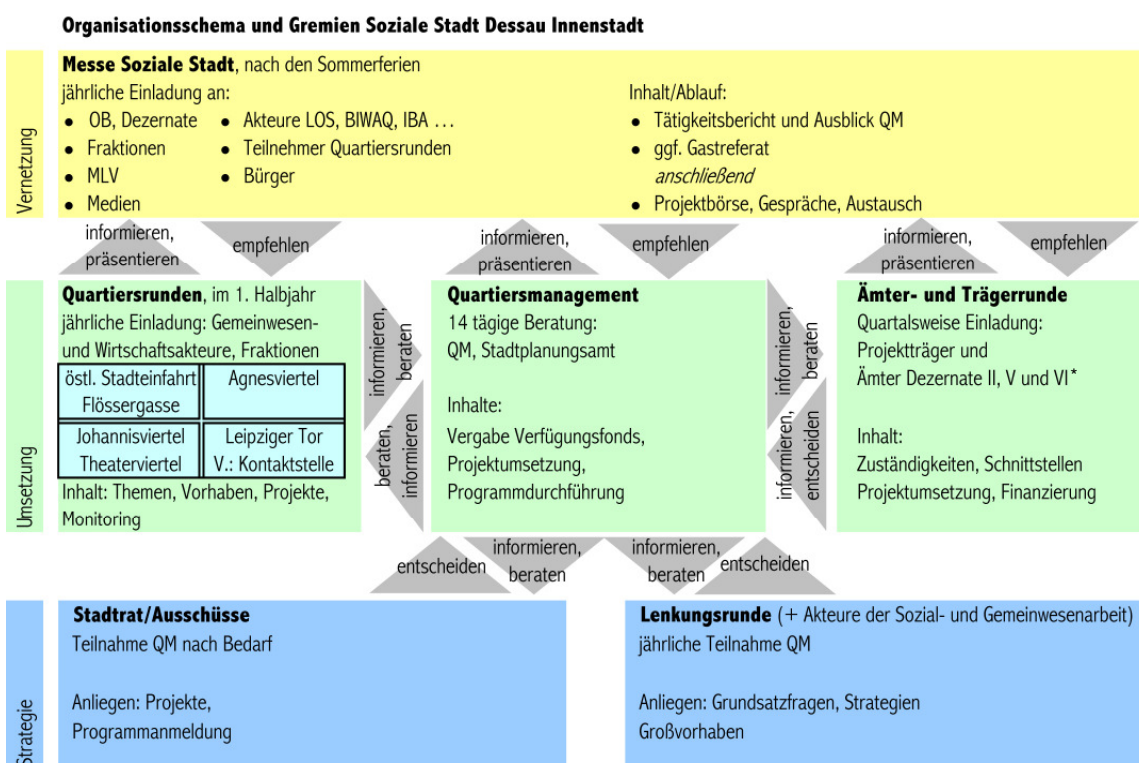 Organisationsschema und Gremien Soziale Stadt Dessau Innenstadt
Vernetzung
Messe Soziale Stadt, nach den Sommerferien
jährliche Einladung an:
• OB, Dezernate
• Fraktionen
• MLV
• Medien
• Akteure LOS, BIWAQ, IBA …
• Teilnehmer Quartiersrunden
• Bürger
Inhalt/Ablauf:
• Tätigkeitsbericht und Ausblick QM
• ggf. Gastreferat
anschließend
• Projektbörse, Gespräche, Austausch
informieren,
präsentieren
empfehlen
informieren,
präsentieren
empfehlen
informieren,
präsentieren
empfehlen
Umsetzung
Quartiersrunden, im 1. Halbjahr
jährliche Einladung: Gemeinwesen-
und Wirtschaftsakteure, Fraktionen
östl. Stadteinfahrt
Flössergasse
Agnesviertel
Johannisviertel
Theaterviertel
Leipziger Tor
V.: Kontaktstelle
Inhalt: Themen, Vorhaben, Projekte,
Monitoring
informieren,
beraten
beraten,
informieren
Quartiersmanagement
14 tägige Beratung:
QM, Stadtplanungsamt
Inhalte:
Vergabe Verfügungsfonds,
Projektumsetzung,
Programmdurchführung
informieren,
beraten
informieren,
entscheiden
Ämter- und Trägerrunde
Quartalsweise Einladung:
Projektträger und
Ämter Dezernate II, V und VI*
Inhalt:
Zuständigkeiten, Schnittstellen
Projektumsetzung, Finanzierung
entscheiden
informieren,
beraten
informieren,
beraten
entscheiden
Strategie
Stadtrat/Ausschüsse
Teilnahme QM nach Bedarf
Anliegen: Projekte,
Programmanmeldung
Lenkungsrunde (+ Akteure der Sozial- und Gemeinwesenarbeit)
jährliche Teilnahme QM
Anliegen: Grundsatzfragen, Strategien
Großvorhaben